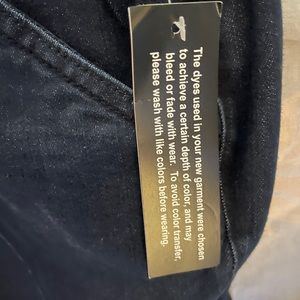 The dyes used in your new garment were chosen
to achieve a certain depth of color, and may
bleed or fade with wear. To avoid color transfer,
please wash with like colors before wearing.